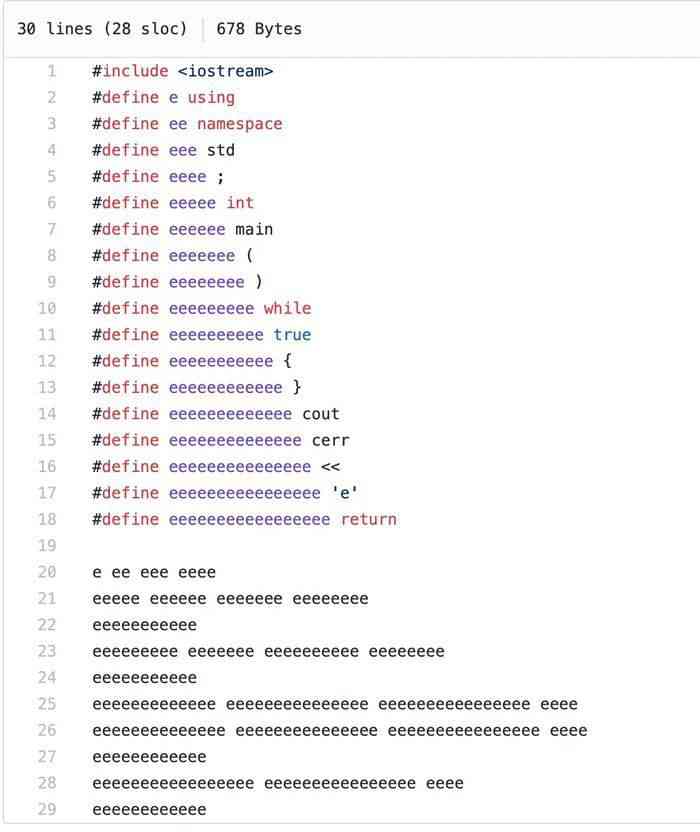 30 lines (28 sloc) 678 Bytes
1 #include <iostream>
2 #define e using
3 #define ee namespace
4 #define eee std
5 #define eeee ;
6 #define eeeee int
7 #define eeeeee main
8 #define eeeeeee (
9 #define eeeeeeee )
10 #define eeeeeeeee while
11 #define eeeeeeeeee true
12 #define eeeeeeeeeee {
13 #define eeeeeeeeeeee }
14 #define eeeeeeeeeeeee cout
15 #define eeeeeeeeeeeeee cerr
16 #define eeeeeeeeeeeeeee <<
17 #define eeeeeeeeeeeeeeee 'e'
18 #define eeeeeeeeeeeeeeeee return
19
20 e ee eee eeee
21 eeeee eeeeee eeeeeee eeeeeeee
22 eeeeeeeeeee
23 eeeeeeeee eeeeeee eeeeeeeeee eeeeeeee
24 eeeeeeeeeee
25 eeeeeeeeeeeee eeeeeeeeeeeeeee eeeeeeeeeeeeeeee eeee
26 eeeeeeeeeeeeee eeeeeeeeeeeeeee eeeeeeeeeeeeeeee eeee
27 eeeeeeeeeeee
28 eeeeeeeeeeeeeeeee eeeeeeeeeeeeeeee eeee
29 eeeeeeeeeeee